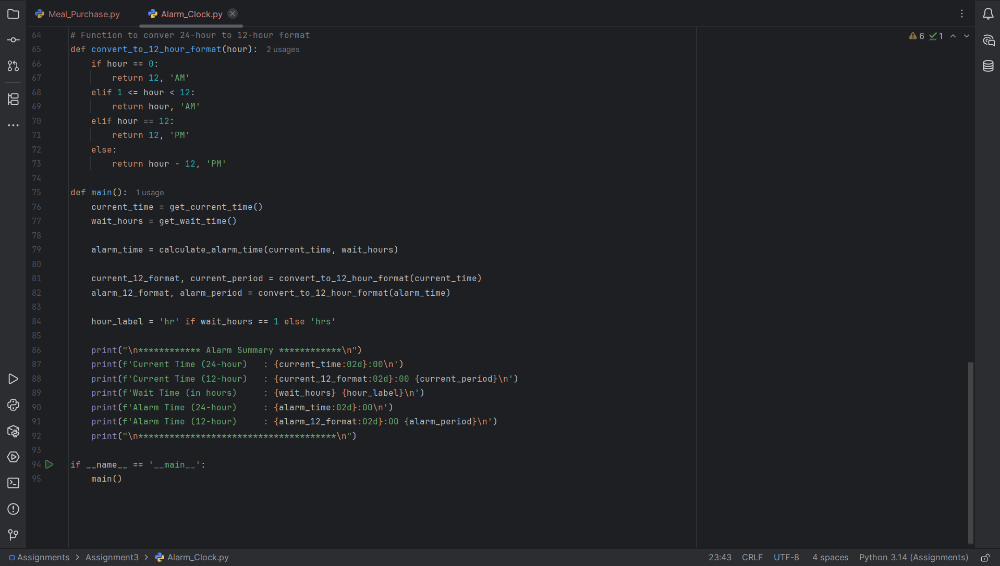 Meal_Purchase.py
Alarm_Clock.py
6 1
64 # Function to conver 24-hour to 12-hour format
65 def convert_to_12_hour_format(hour): 2 usages
66 if hour == 0:
67 return 12, 'AM'
68 elif 1 <= hour < 12:
69 return hour, 'AM'
70 elif hour == 12:
71 return 12, 'PM'
72 else:
73 return hour - 12, 'PM'
74
75 def main(): 1 usage
76 current_time = get_current_time()
77 wait_hours = get_wait_time()
78
79 alarm_time = calculate_alarm_time(current_time, wait_hours)
80
81 current_12_format, current_period = convert_to_12_hour_format(current_time)
82 alarm_12_format, alarm_period = convert_to_12_hour_format(alarm_time)
83
84 hour_label = 'hr' if wait_hours == 1 else 'hrs'
85
86 print("\n************ Alarm Summary ************\n")
87 print(f'Current Time (24-hour)   : {current_time:02d}:00\n')
88 print(f'Current Time (12-hour)   : {current_12_format:02d}:00 {current_period}\n')
89 print(f'Wait Time (in hours)     : {wait_hours} {hour_label}\n')
90 print(f'Alarm Time (24-hour)     : {alarm_time:02d}:00\n')
91 print(f'Alarm Time (12-hour)     : {alarm_12_format:02d}:00 {alarm_period}\n')
92 print("\n**************************************\n")
93
94 if __name__ == '__main__':
95 main()
Assignments > Assignment3 > Alarm_Clock.py
23:43 CRLF UTF-8 4 spaces Python 3.14 (Assignments)